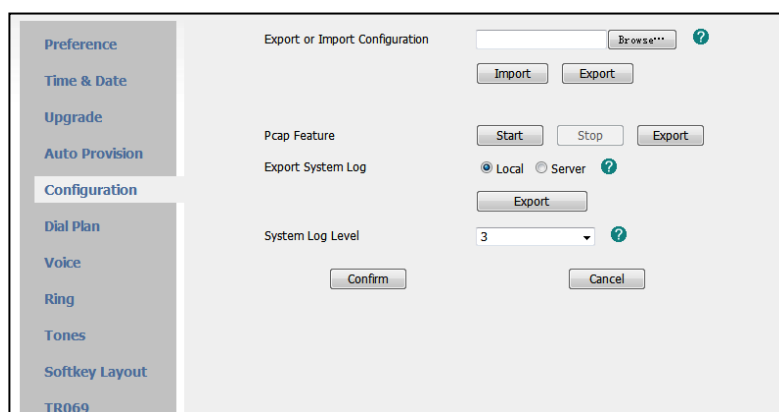 Preference
Time & Date
Upgrade
Auto Provision
Configuration
Dial Plan
Voice
Ring
Tones
Softkey Layout
TR069
Export or Import Configuration Browse... ?
Import Export
Pcap Feature Start Stop Export
Export System Log Local Server ?
Export
System Log Level 3 ?
Confirm Cancel